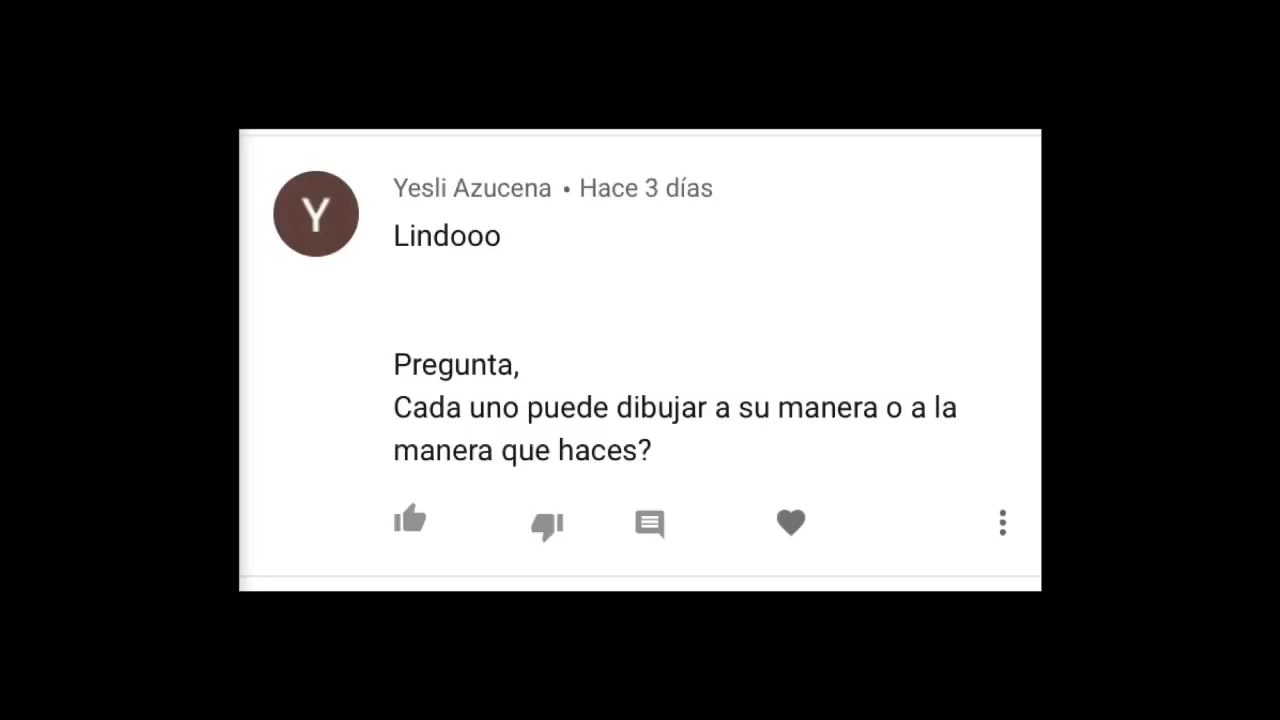 Y
Yesli Azucena • Hace 3 días
Lindooo
Pregunta,
Cada uno puede dibujar a su manera o a la
manera que haces?